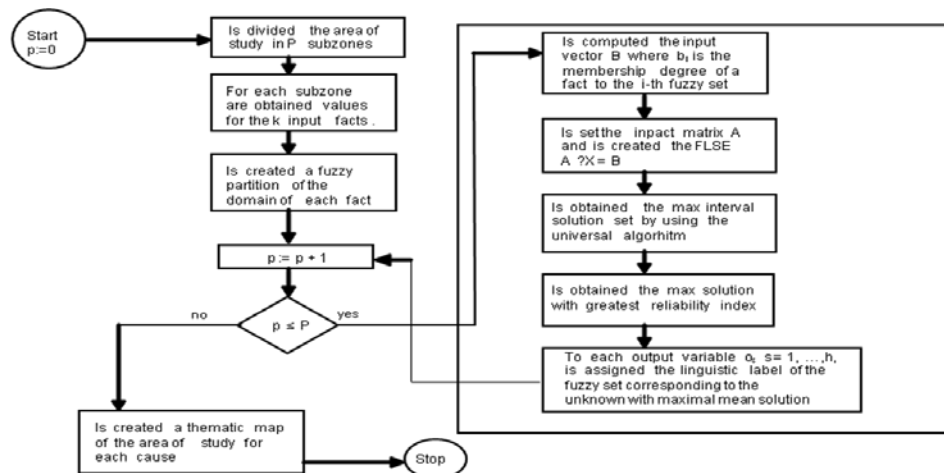 Start
p:=0
Is divided the area of
study in P subzones
For each subzone
are obtained values
for the k input facts .
Is created a fuzzy
partition of the
domain of each fact
p:= p + 1
no
p ≤ P
yes
Is created a thematic map
of the area of study for
each cause
Stop
Is computed the input
vector B where bᵢ is the
membership degree of a
fact to the i-th fuzzy set
Is set the inpact matrix A
and is created the FLSE
A ?X = B
Is obtained the max interval
solution set by using the
universal algorhitm
Is obtained the max solution
with greatest reliability index
To each output variable oₛ s= 1, ...,h,
is assigned the linguistic label of the
fuzzy set corresponding to the
unknown with maximal mean solution